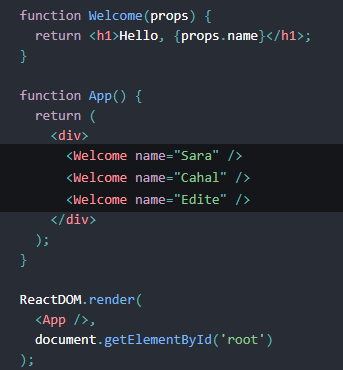 function Welcome(props) {
  return <h1>Hello, {props.name}</h1>;
}

function App() {
  return (
    <div>
      <Welcome name="Sara" />
      <Welcome name="Cahal" />
      <Welcome name="Edite" />
    </div>
  );
}

ReactDOM.render(
  <App />,
  document.getElementById('root')
);